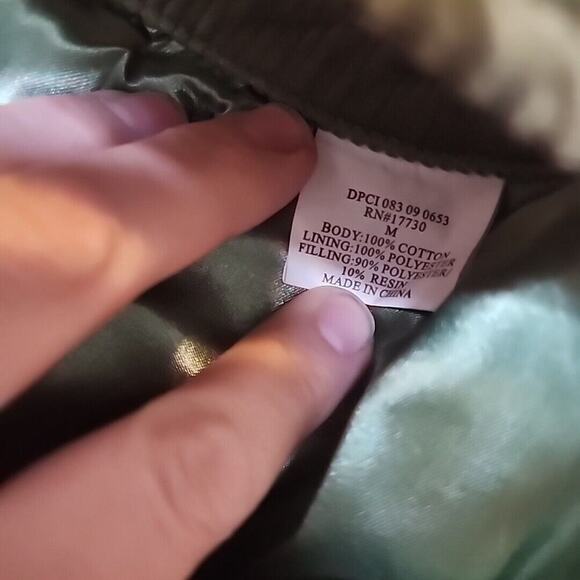 DPCI 083 09 0653
RN#17730
M
BODY:100% COTTON
LINING:100% POLYESTER
FILLING:90% POLYESTER/
10% RESIN
MADE IN CHINA